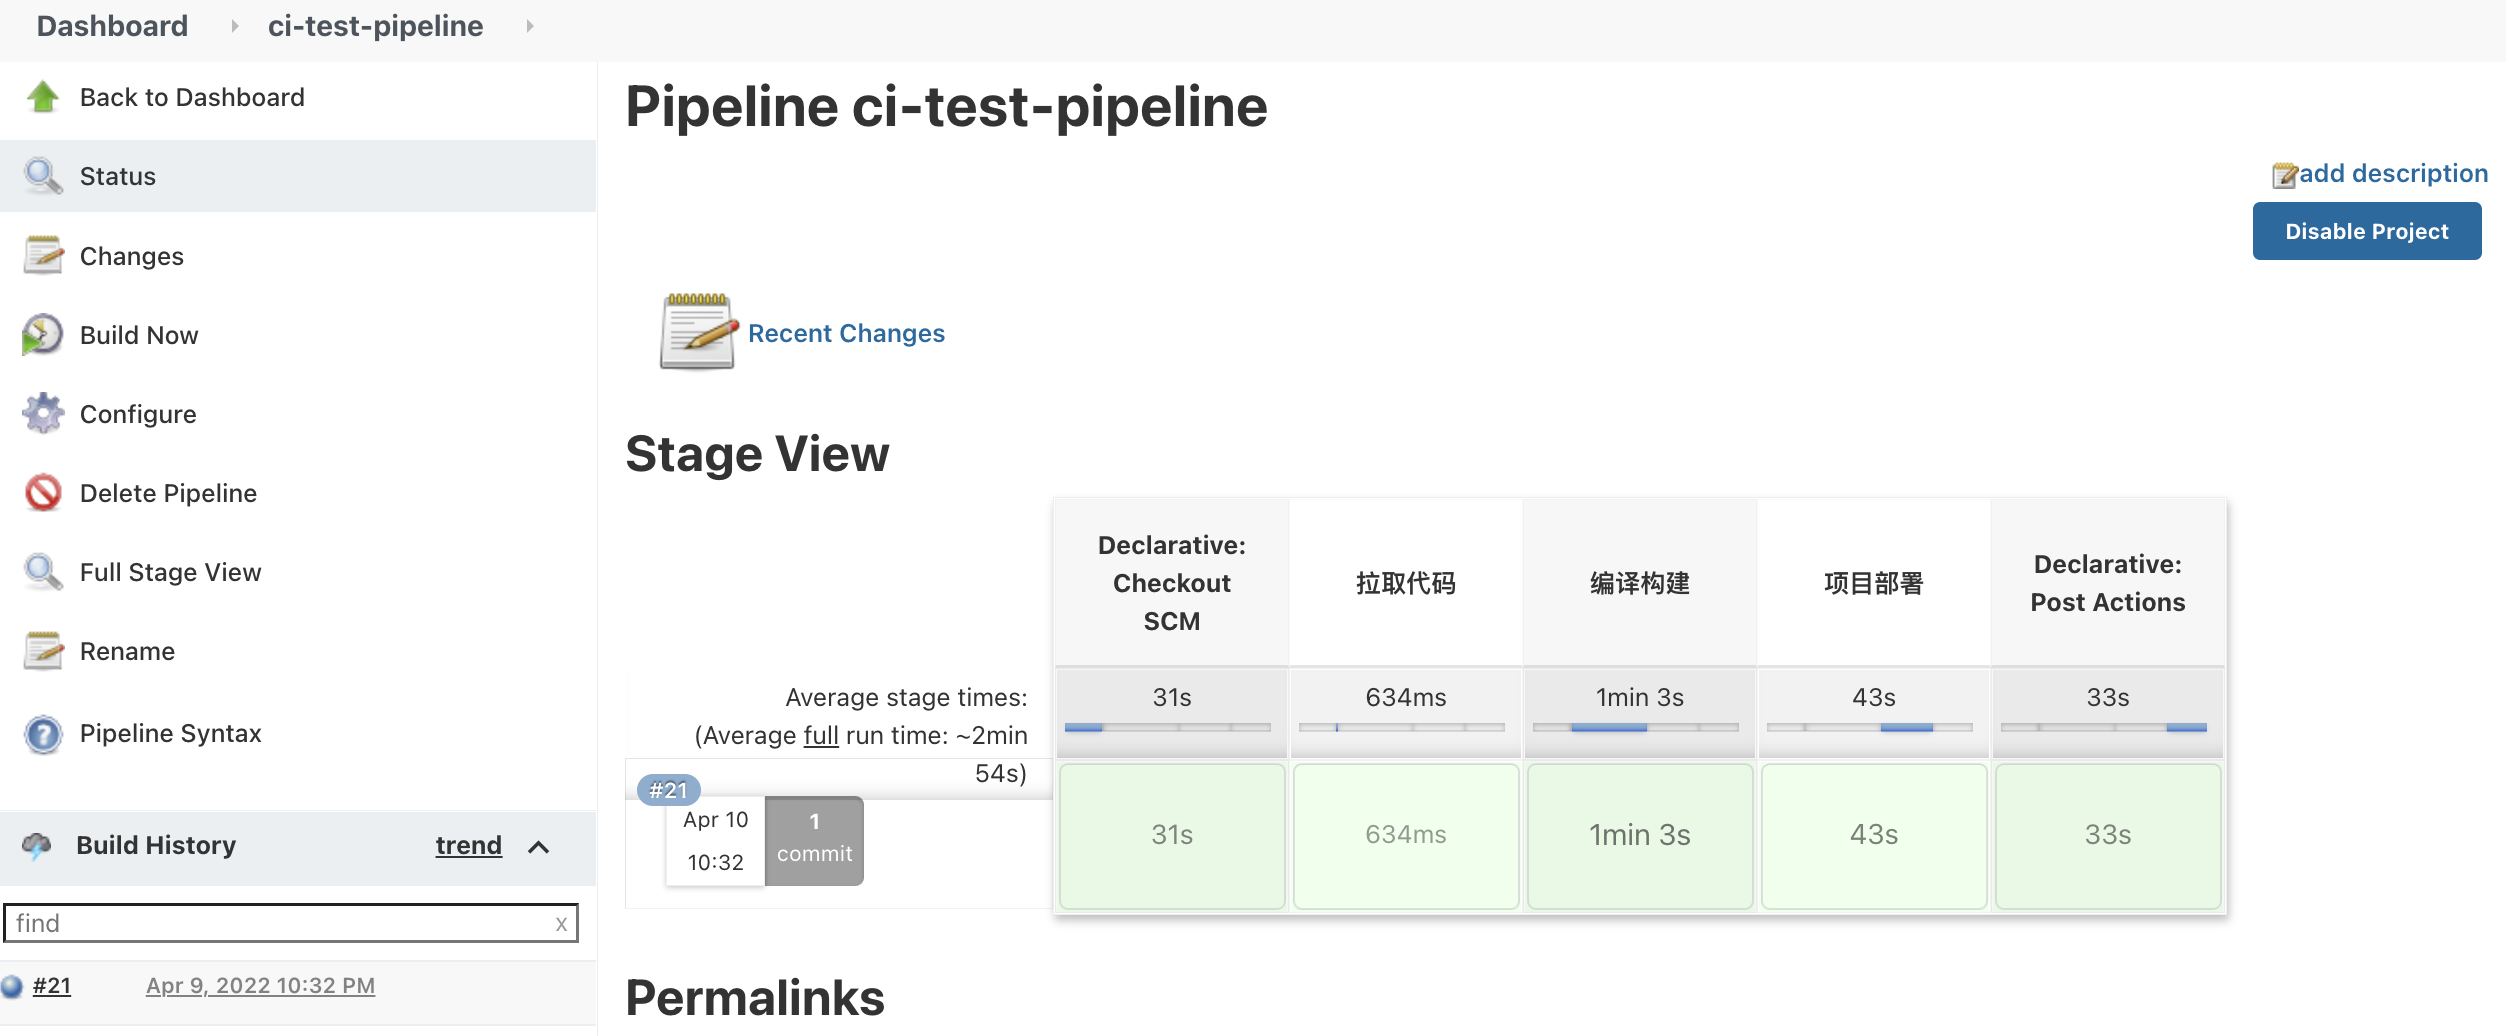 Dashboard
ci-test-pipeline
Back to Dashboard
Status
Changes
Build Now
Configure
Delete Pipeline
Full Stage View
Rename
Pipeline Syntax
Build History
trend
find
x
#21
Apr 9, 2022 10:32 PM
Pipeline ci-test-pipeline
add description
Disable Project
Recent Changes
Stage View
Declarative:
Checkout
SCM
拉取代码
编译构建
项目部署
Declarative:
Post Actions
Average stage times:
(Average full run time: ~2min
54s)
31s
634ms
1min 3s
43s
33s
#21
Apr 10
10:32
1
commit
31s
634ms
1min 3s
43s
33s
Permalinks